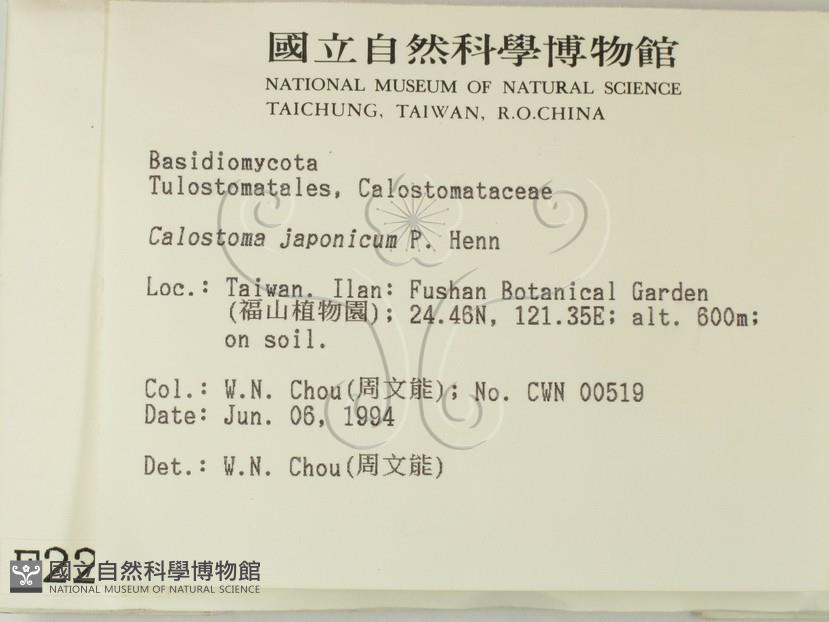 國立自然科學博物館
NATIONAL MUSEUM OF NATURAL SCIENCE
TAICHUNG, TAIWAN, R.O.CHINA
Basidiomycota
Tulostomatales, Calostomataceae
Calostoma japonicum P. Henn
Loc.: Taiwan. Ilan: Fushan Botanical Garden
(福山植物園); 24.46N, 121.35E; alt. 600m;
on soil.
Col.: W.N. Chou(周文能); No. CWN 00519
Date: Jun. 06, 1994
Det.: W.N. Chou(周文能)
國立自然科學博物館
NATIONAL MUSEUM OF NATURAL SCIENCE